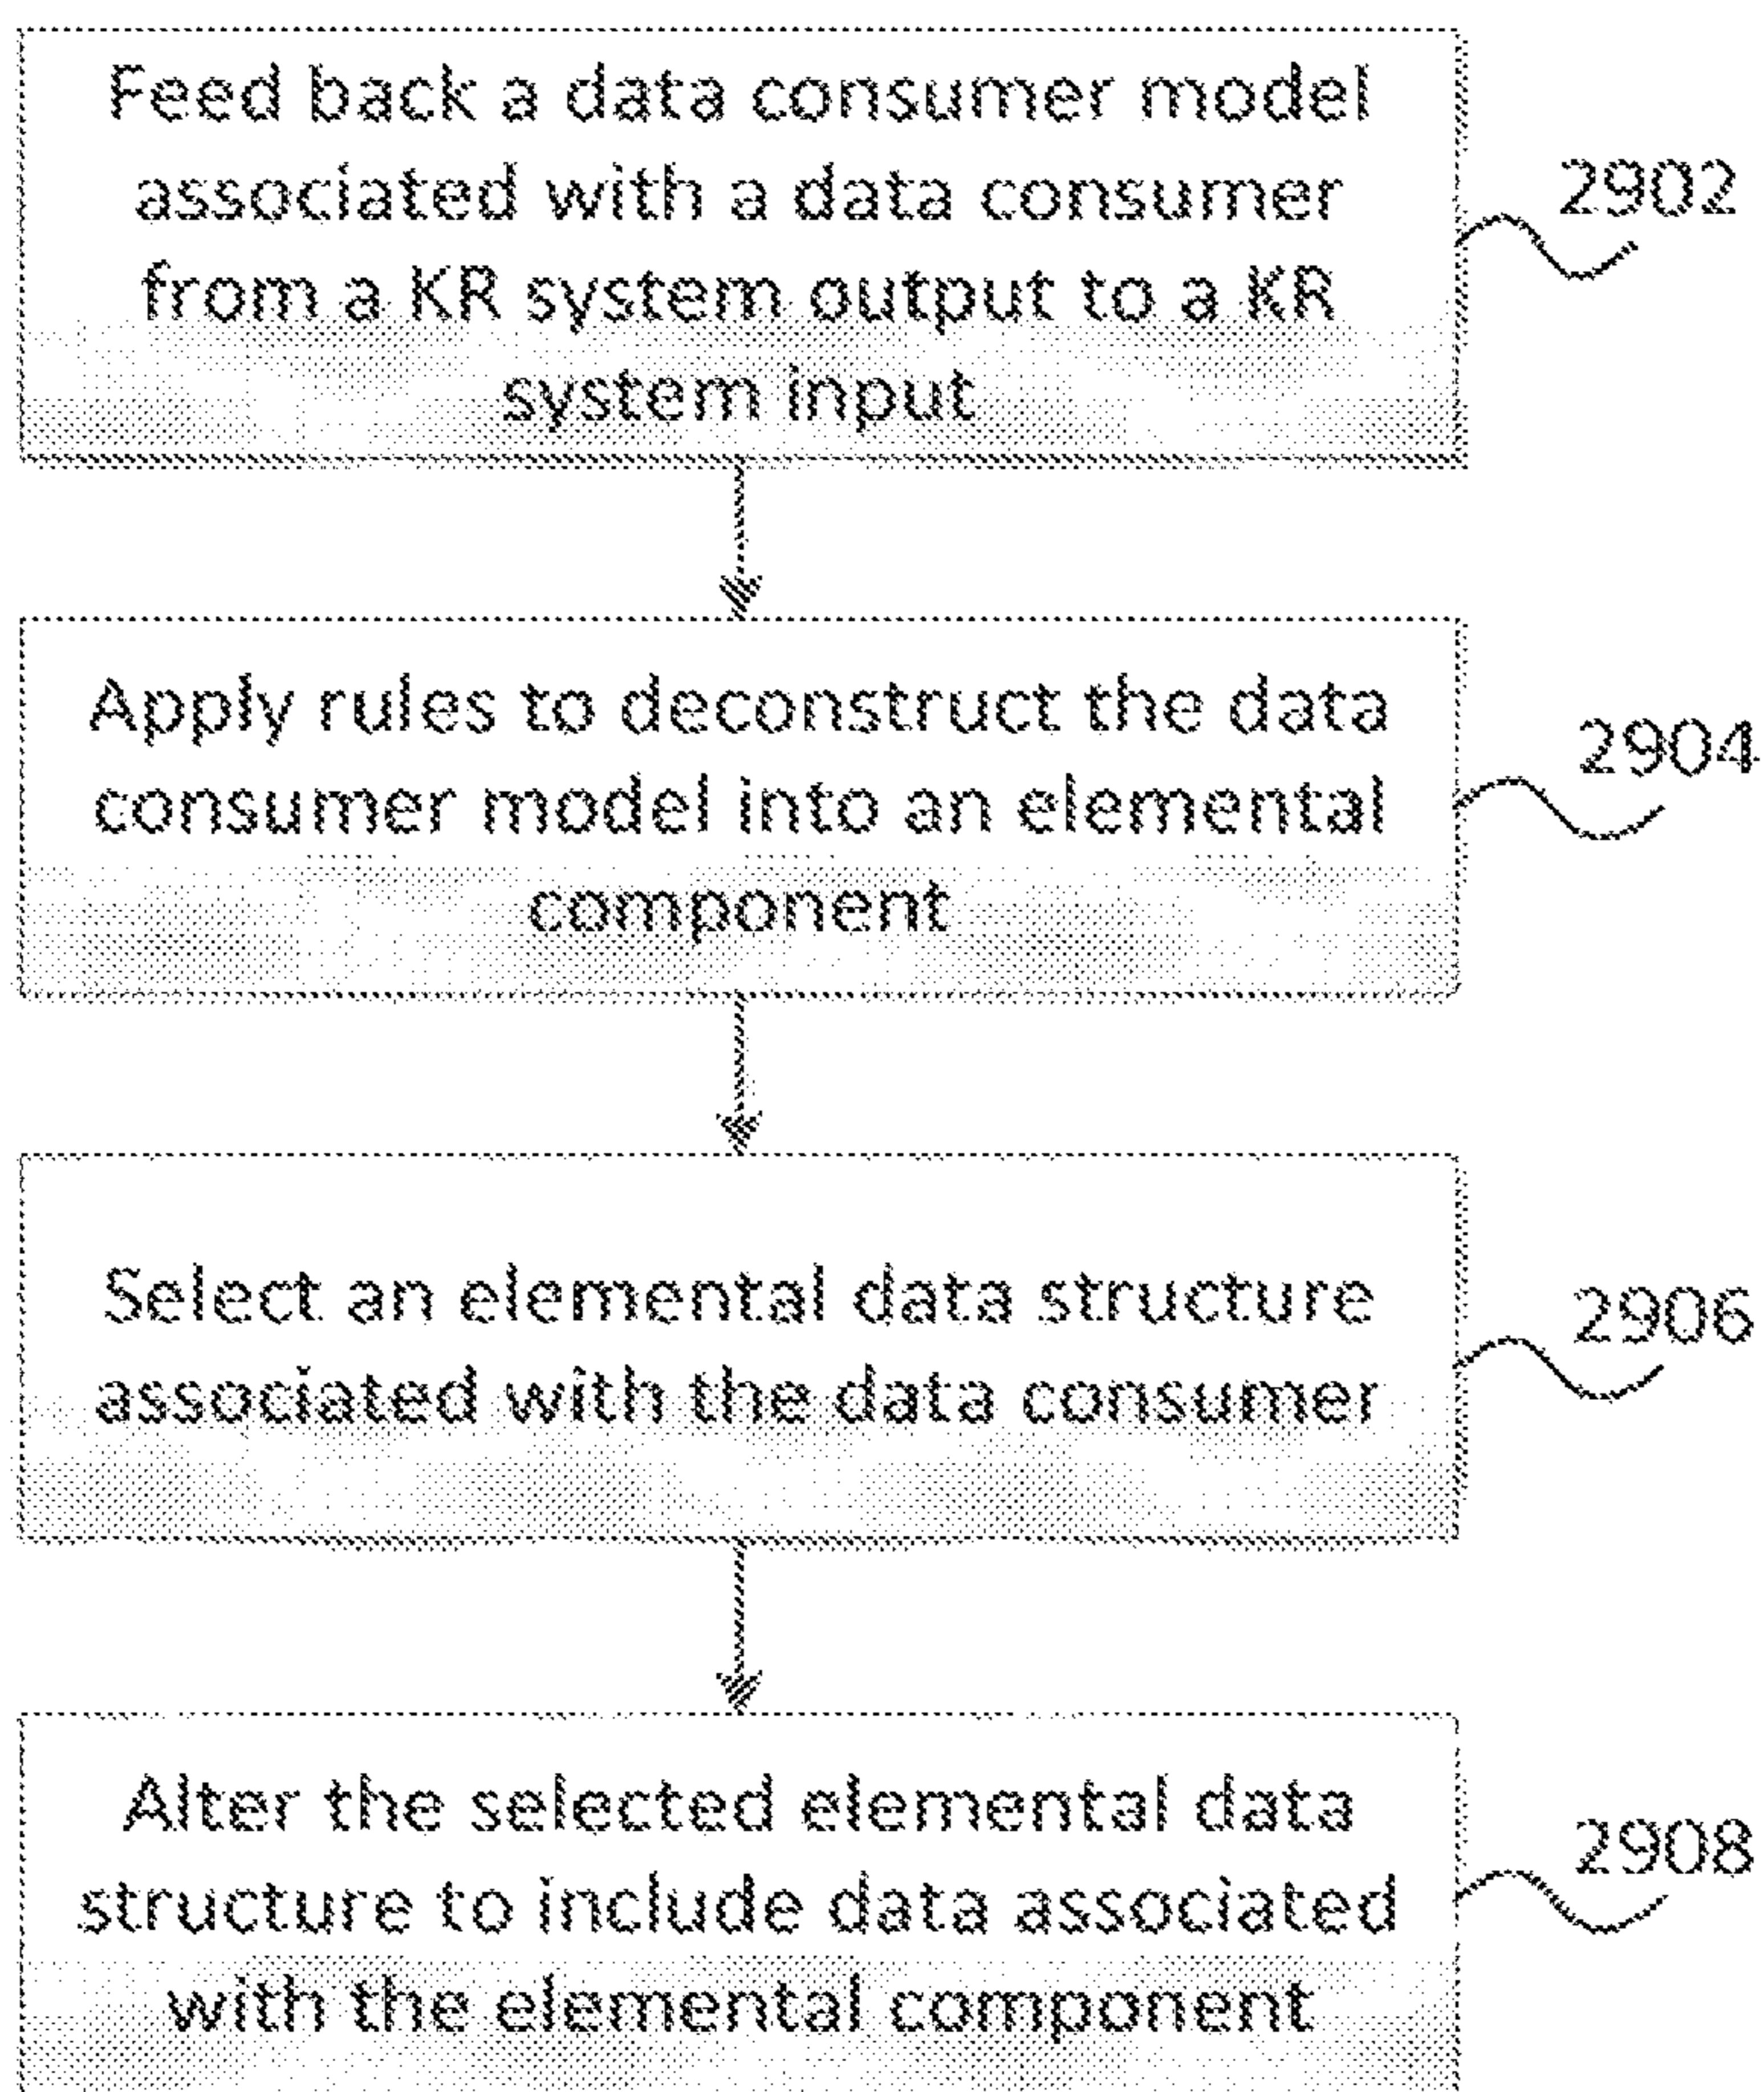 Feed back a data consumer model
associated with a data consumer
from a KR system output to a KR
system input
2902
Apply rules to deconstruct the data
consumer model into an elemental
component
2904
Select an elemental data structure
associated with the data consumer
2906
Alter the selected elemental data
structure to include data associated
with the elemental component
2908